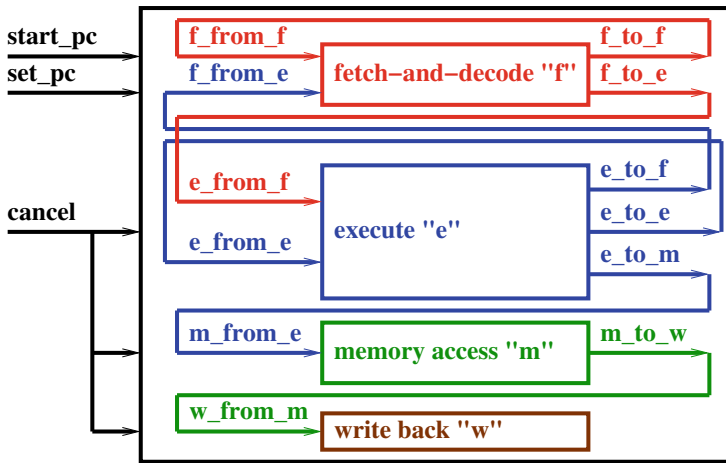 start_pc
f_from_f
f_to_f
set_pc
f_from_e
fetch-and-decode "f"
f_to_e
e_from_f
e_to_f
cancel
execute "e"
e_to_e
e_from_e
e_to_m
m_from_e
memory access "m"
m_to_w
w_from_m
write back "w"